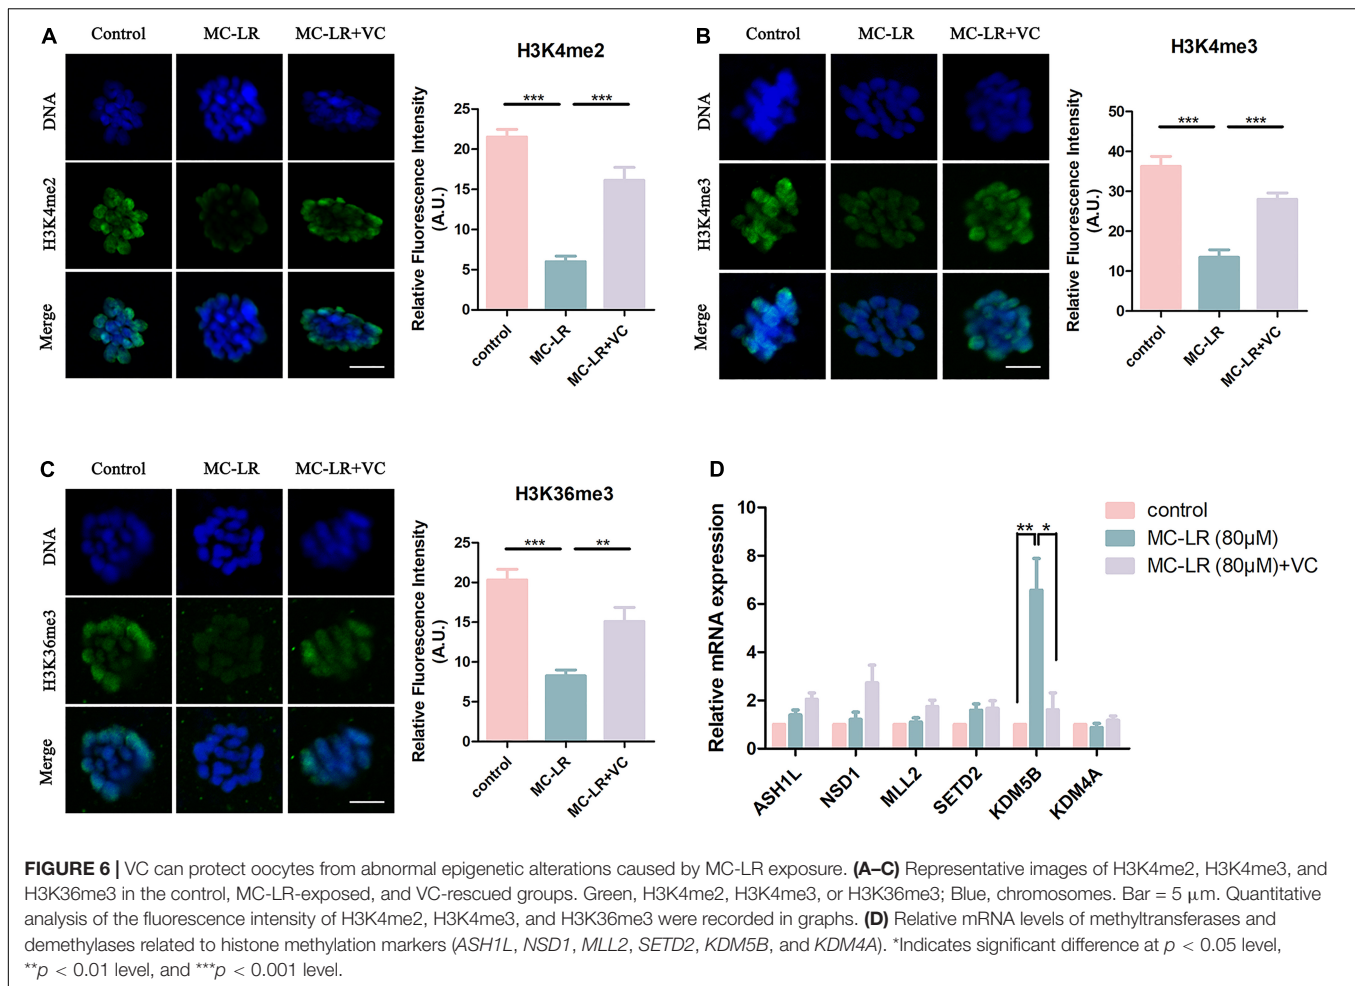 A
Control MC-LR MC-LR+VC
DNA
H3K4me2
Merge
H3K4me2
Relative Fluorescence Intensity
(A.U.)
25
20
15
10
5
0
*** ***
control MC-LR MC-LR+VC
B
Control MC-LR MC-LR+VC
DNA
H3K4me3
Merge
H3K4me3
Relative Fluorescence Intensity
(A.U.)
50
40
30
20
10
0
*** ***
control MC-LR MC-LR+VC
C
Control MC-LR MC-LR+VC
DNA
H3K36me3
Merge
H3K36me3
Relative Fluorescence Intensity
(A.U.)
25
20
15
10
5
0
*** **
control MC-LR MC-LR+VC
D
Relative mRNA expression
10
8
6
4
2
0
** *
ASH1L NSD1 MLL2 SETD2 KDM5B KDM4A
control
MC-LR (80μM)
MC-LR (80μM)+VC
FIGURE 6 | VC can protect oocytes from abnormal epigenetic alterations caused by MC-LR exposure. (A–C) Representative images of H3K4me2, H3K4me3, and
H3K36me3 in the control, MC-LR-exposed, and VC-rescued groups. Green, H3K4me2, H3K4me3, or H3K36me3; Blue, chromosomes. Bar = 5 μm. Quantitative
analysis of the fluorescence intensity of H3K4me2, H3K4me3, and H3K36me3 were recorded in graphs. (D) Relative mRNA levels of methyltransferases and
demethylases related to histone methylation markers (ASH1L, NSD1, MLL2, SETD2, KDM5B, and KDM4A). *Indicates significant difference at p < 0.05 level,
**p < 0.01 level, and ***p < 0.001 level.